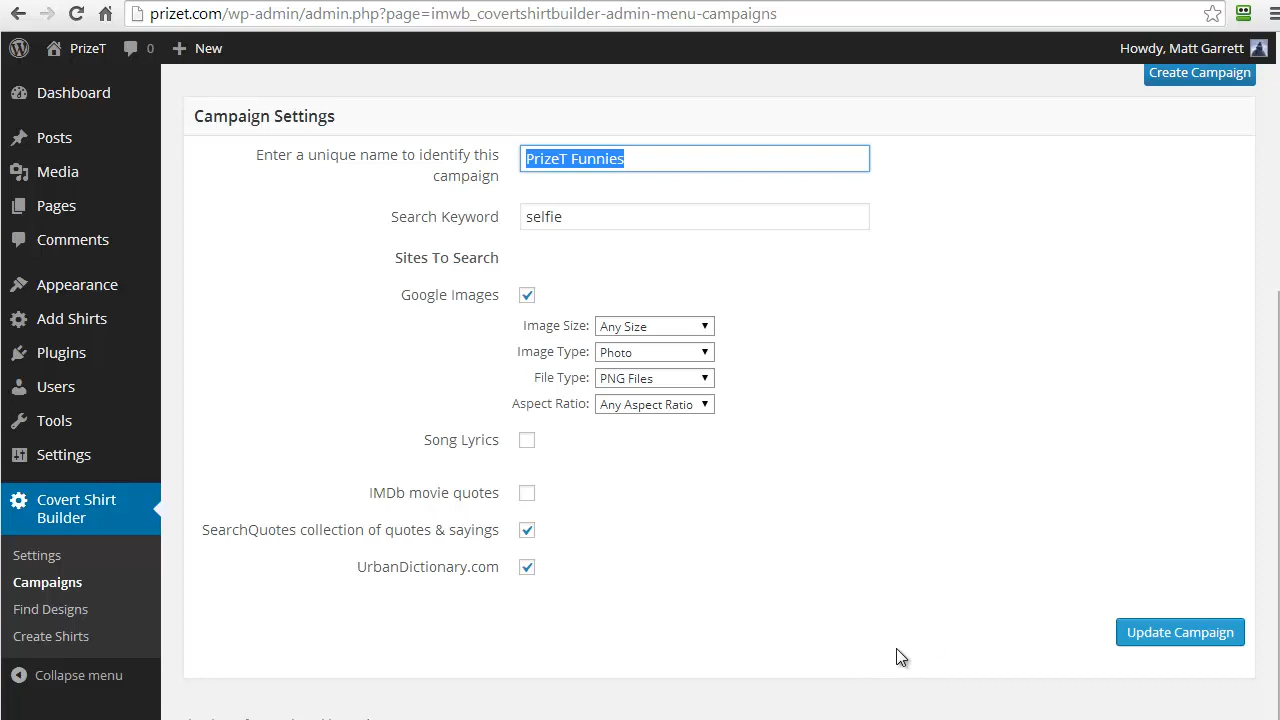 prizet.com/wp-admin/admin.php?page=imwb_covertshirtbuilder-admin-menu-campaigns
PrizeT 0 New Howdy, Matt Garrett
Create Campaign
Dashboard
Posts
Media
Pages
Comments
Appearance
Add Shirts
Plugins
Users
Tools
Settings
Covert Shirt
Builder
Settings
Campaigns
Find Designs
Create Shirts
Collapse menu
Campaign Settings
Enter a unique name to identify this
campaign
PrizeT Funnies
Search Keyword selfie
Sites To Search
Google Images
Image Size: Any Size
Image Type: Photo
File Type: PNG Files
Aspect Ratio: Any Aspect Ratio
Song Lyrics
IMDb movie quotes
SearchQuotes collection of quotes & sayings
UrbanDictionary.com
Update Campaign